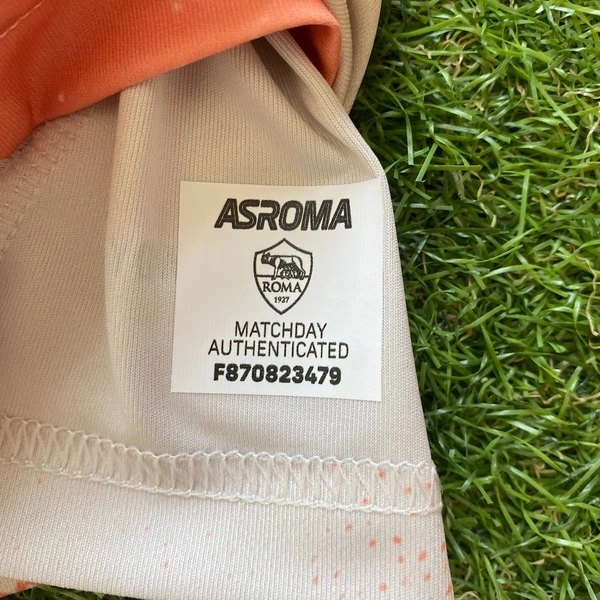 ASROMA
ROMA
1927
MATCHDAY
AUTHENTICATED
F870823479